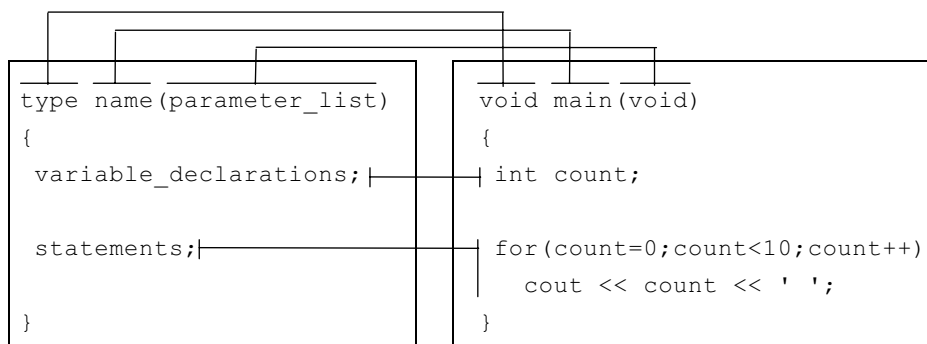 type name(parameter_list)
{
variable_declarations;
statements;
}
void main(void)
{
int count;
for(count=0;count<10;count++)
cout << count << ' ';
}